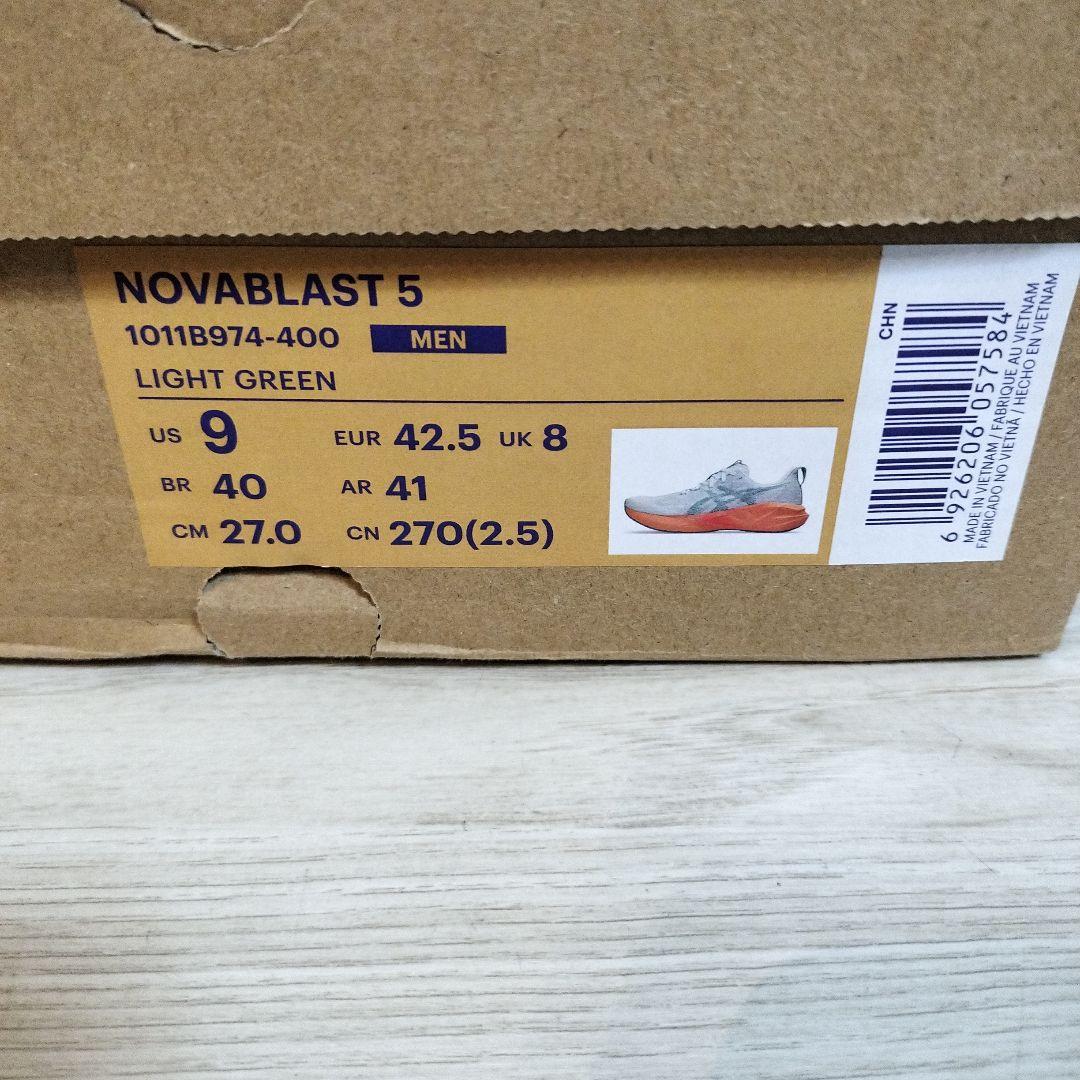 NOVABLAST 5
1011B974-400 MEN
LIGHT GREEN
US 9 EUR 42.5 UK 8
BR 40 AR 41
CM 27.0 CN 270(2.5)
CHN
6 926206 057584
MADE IN VIETNAM / FABRIQUE AU VIETNAM
FABRICADO NO VIETNÃ / HECHO EN VIETNAM